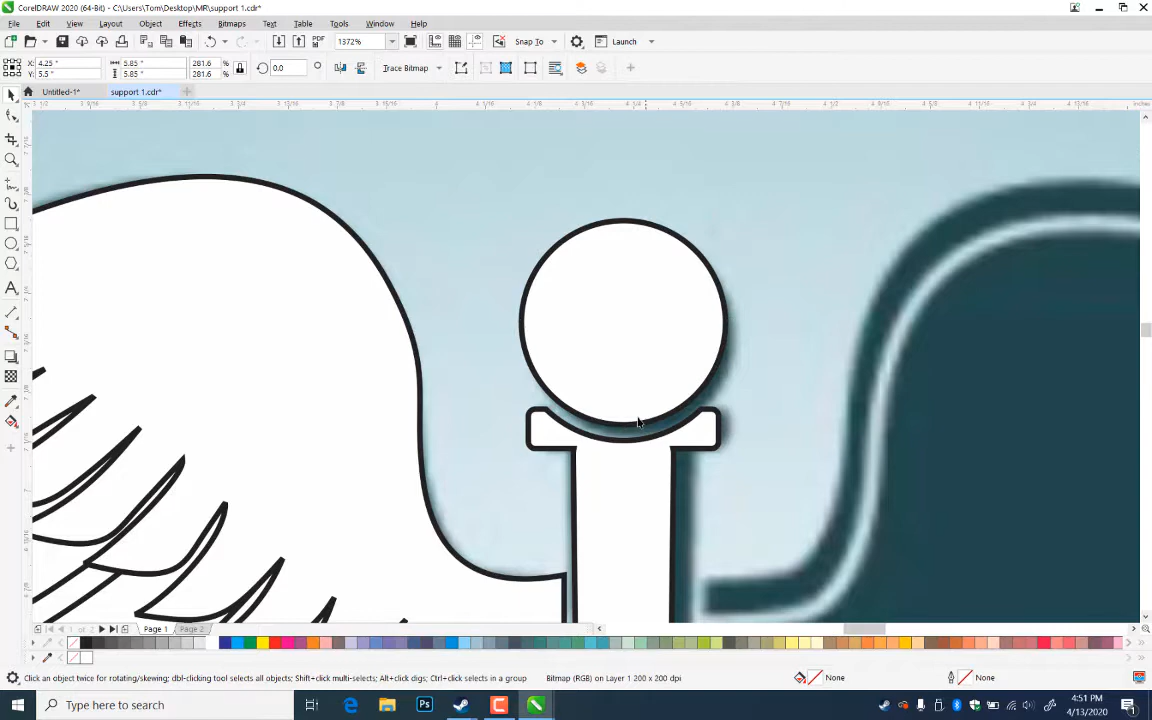 CorelDRAW 2020 (64-Bit) - C:\Users\Tom\Desktop\MR\support 1.cdr*
File Edit View Layout Object Effects Bitmaps Text Table Tools Window Help
PDF 1372% Snap To Launch
X: 4.25 " 5.85 " 281.6 % 0.0 Trace Bitmap
Y: 5.5 " 5.85 " 281.6 %
Untitled-1* support 1.cdr*
inches
1 of 2 Page 1 Page 2
Click an object twice for rotating/skewing; dbl-clicking tool selects all objects; Shift+click multi-selects; Alt+click digs; Ctrl+click selects in a group Bitmap (RGB) on Layer 1 200 x 200 dpi None None
Type here to search
4:51 PM
4/13/2020